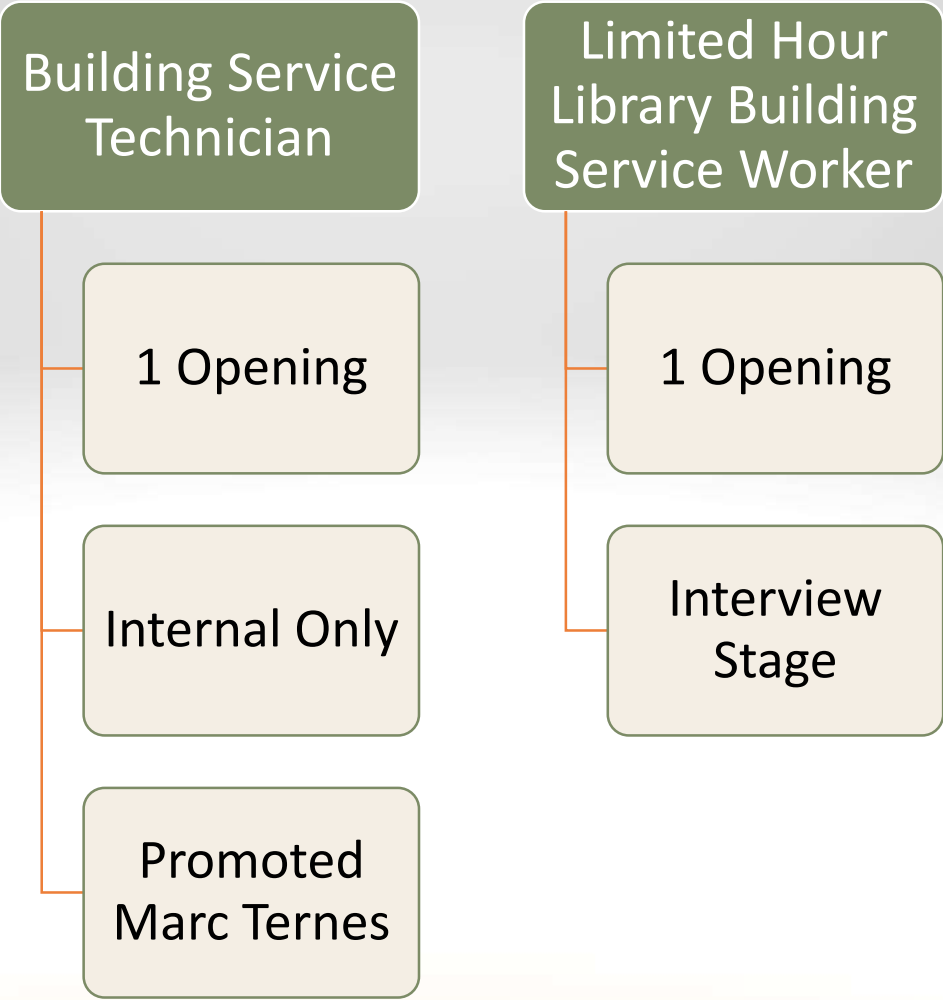 Building Service
Technician
1 Opening
Internal Only
Promoted
Marc Ternes
Limited Hour
Library Building
Service Worker
1 Opening
Interview
Stage